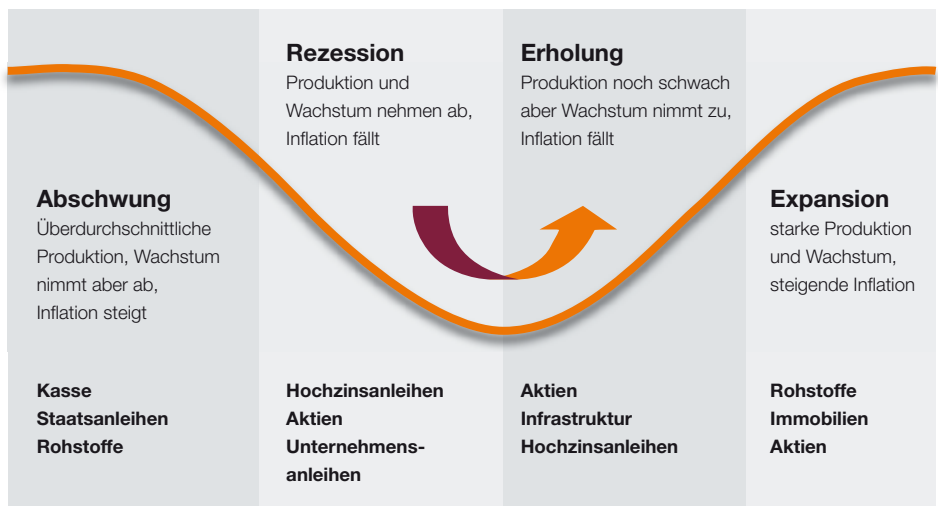 Abschwung
Überdurchschnittliche
Produktion, Wachstum
nimmt aber ab,
Inflation steigt
Kasse
Staatsanleihen
Rohstoffe
Rezession
Produktion und
Wachstum nehmen ab,
Inflation fällt
Hochzinsanleihen
Aktien
Unternehmens-
anleihen
Erholung
Produktion noch schwach
aber Wachstum nimmt zu,
Inflation fällt
Aktien
Infrastruktur
Hochzinsanleihen
Expansion
starke Produktion
und Wachstum,
steigende Inflation
Rohstoffe
Immobilien
Aktien